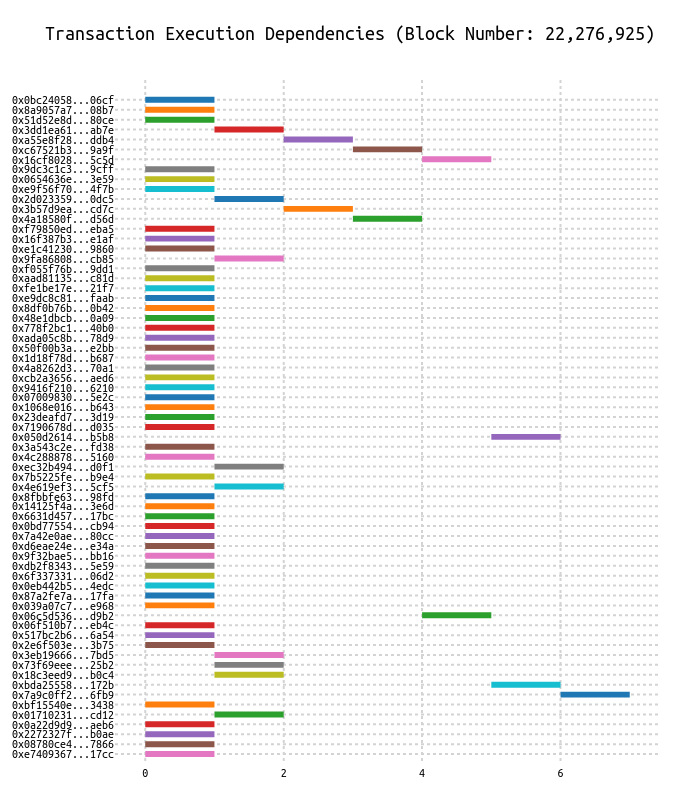 Transaction Execution Dependencies (Block Number: 22,276,925)
0x0bc24058...06cf
0x8a9057a7...08b7
0x51d52e8d...80ce
0x3dd1ea61...ab7e
0xa55e8f28...ddb4
0xc67521b3...9a9f
0x16cf8028...5c5d
0x9dc3c1c3...9cff
0x0654636e...3e59
0xe9f56f70...4f7b
0x2d023359...0dc5
0x3b57d9ea...cd7c
0x4a18580f...d56d
0xf79850ed...eba5
0x16f387b3...e1af
0xe1c41230...9860
0x9fa86808...cb85
0xf055f76b...9dd1
0xaad81135...c81d
0xfe1be17e...21f7
0xe9dc8c81...faab
0x8df0b76b...0b42
0x48e1dbcb...0a09
0x778f2bc1...40b0
0xada05c8b...78d9
0x50f00b3a...e2bb
0x1d18f78d...b687
0x4a8262d3...70a1
0xcb2a3656...aed6
0x9416f210...6210
0x07009830...5e2c
0x1068e016...b643
0x23deafd7...3d19
0x7190678d...d035
0x050d2614...b5b8
0x3a543c2e...fd38
0x4c288878...5160
0xec32b494...d0f1
0x7b5225fe...b9e4
0x4e619ef3...5cf5
0x8fbbfe63...98fd
0x14125f4a...3e6d
0x6631d457...17bc
0x0bd77554...cb94
0x7a42e0ae...80cc
0xd6eae24e...e34a
0x9f32bae5...bb16
0xdb2f8343...5e59
0x6f337331...06d2
0x0eb442b5...4edc
0x87a2fe7a...17fa
0x039a07c7...e968
0x06c5d536...d9b2
0x06f510b7...eb4c
0x517bc2b6...6a54
0x2e6f503e...3b75
0x3eb19666...7bd5
0x73f69eee...25b2
0x18c3eed9...b0c4
0xbda25558...172b
0x7a9c0ff2...6fb9
0xbf15540e...3438
0x01710231...cd12
0x0a22d9d9...aeb6
0x2272327f...b0ae
0x08780ce4...7866
0xe7409367...17cc
0 2 4 6